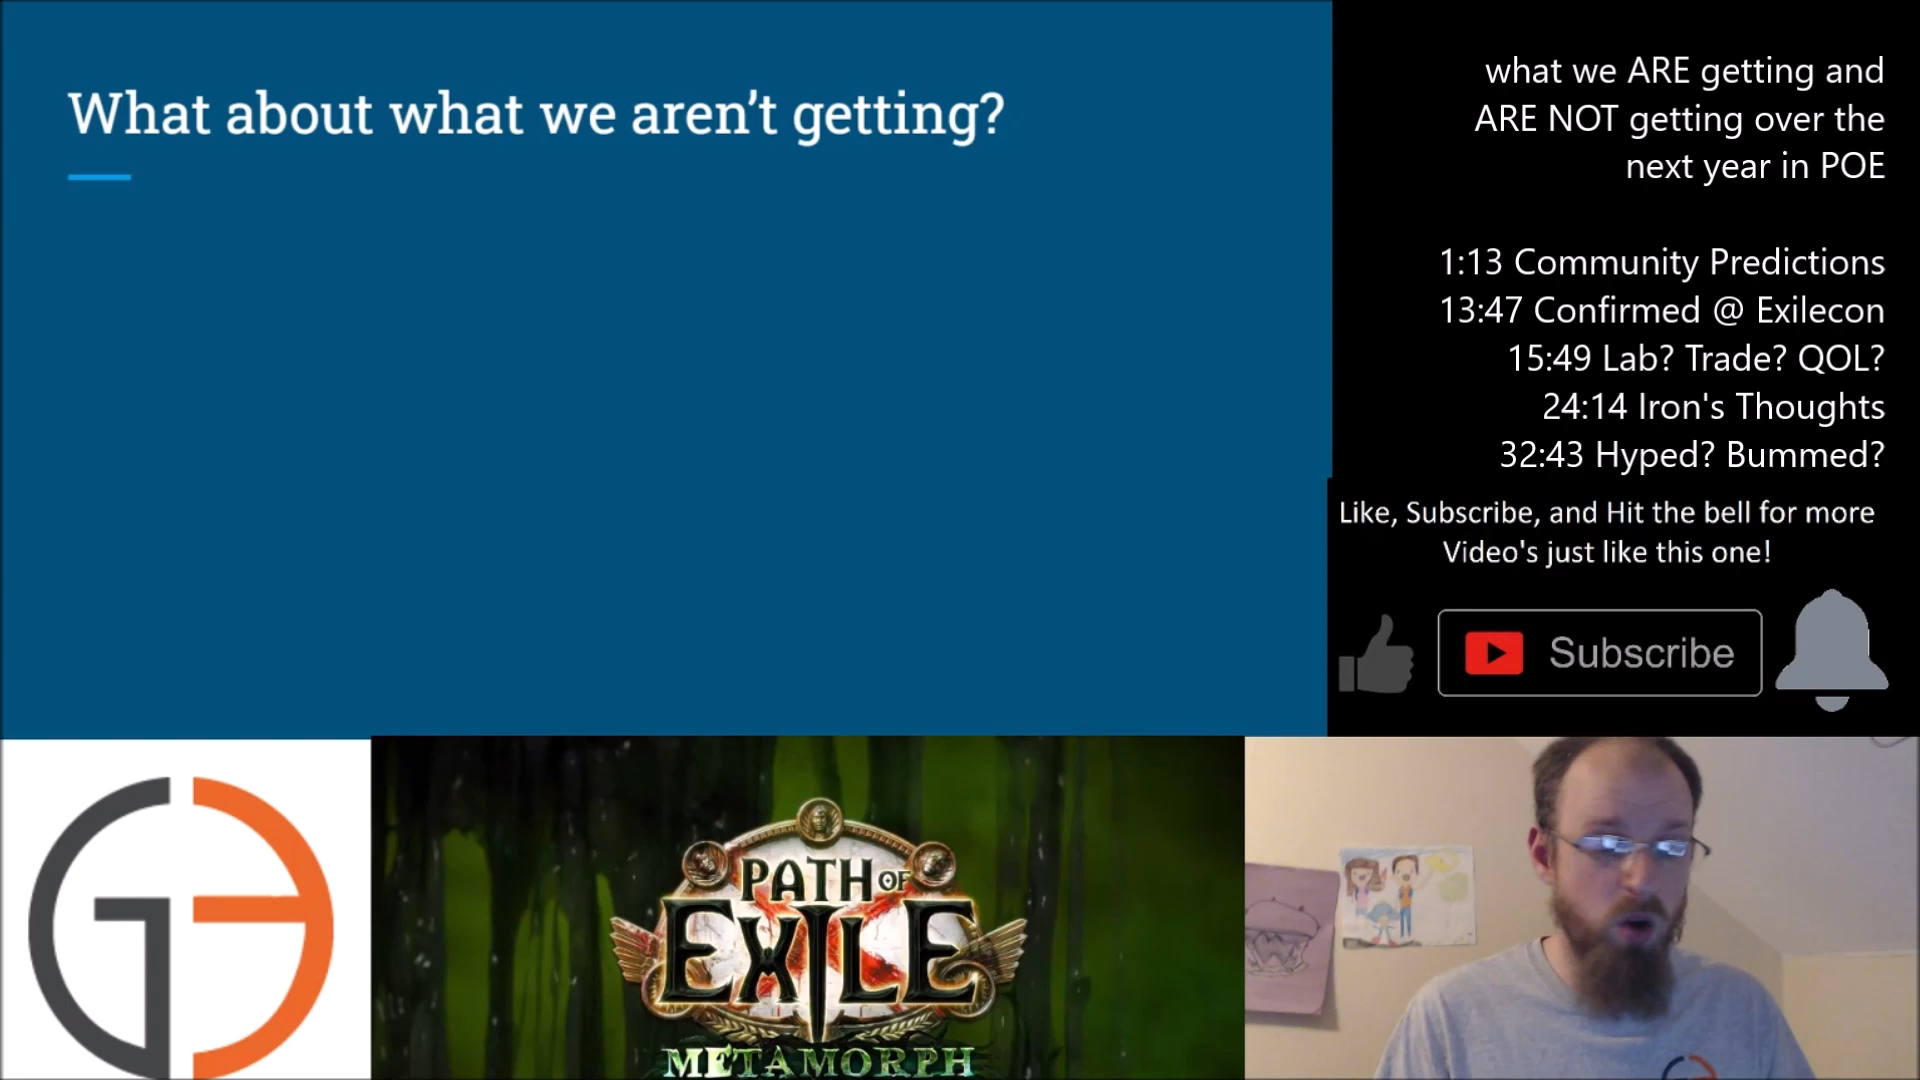 What about what we aren't getting?
what we ARE getting and
ARE NOT getting over the
next year in POE
1:13 Community Predictions
13:47 Confirmed @ Exilecon
15:49 Lab? Trade? QOL?
24:14 Iron's Thoughts
32:43 Hyped? Bummed?
Like, Subscribe, and Hit the bell for more
Video's just like this one!
Subscribe
PATH OF
EXILE
METAMORPH